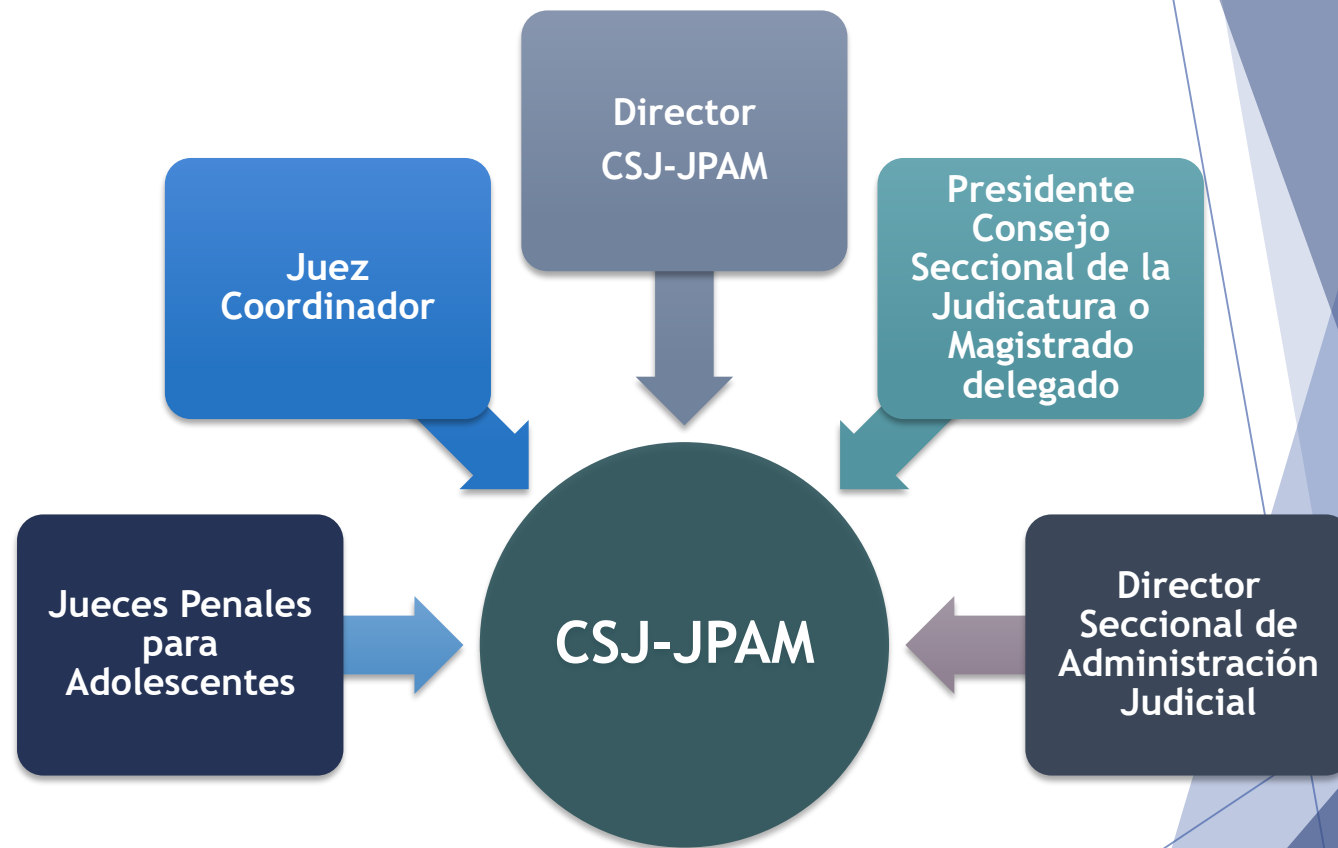 Director
CSJ-JPAM
Juez
Coordinador
Presidente
Consejo
Seccional de la
Judicatura o
Magistrado
delegado
Jueces Penales
para
Adolescentes
CSJ-JPAM
Director
Seccional de
Administración
Judicial